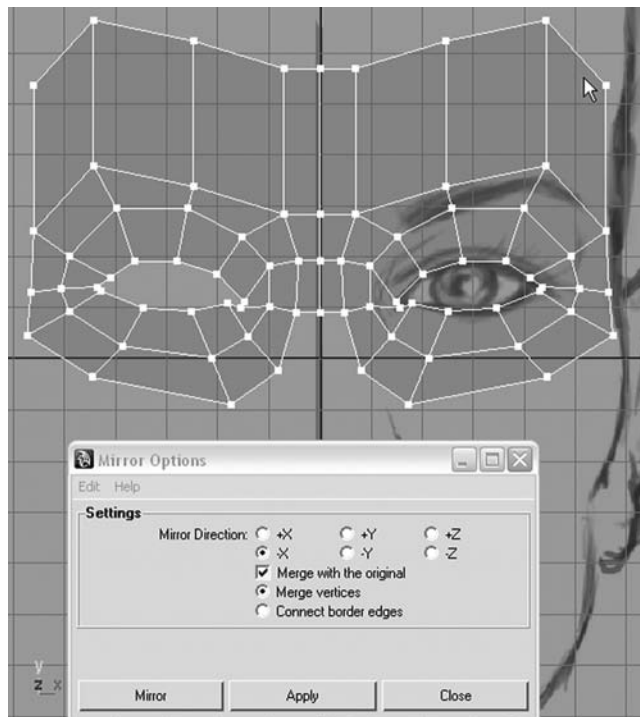 Mirror Options
Edit Help
Settings
Mirror Direction: +X +Y +Z
-X -Y -Z
Merge with the original
Merge vertices
Connect border edges
y
z x
Mirror Apply Close